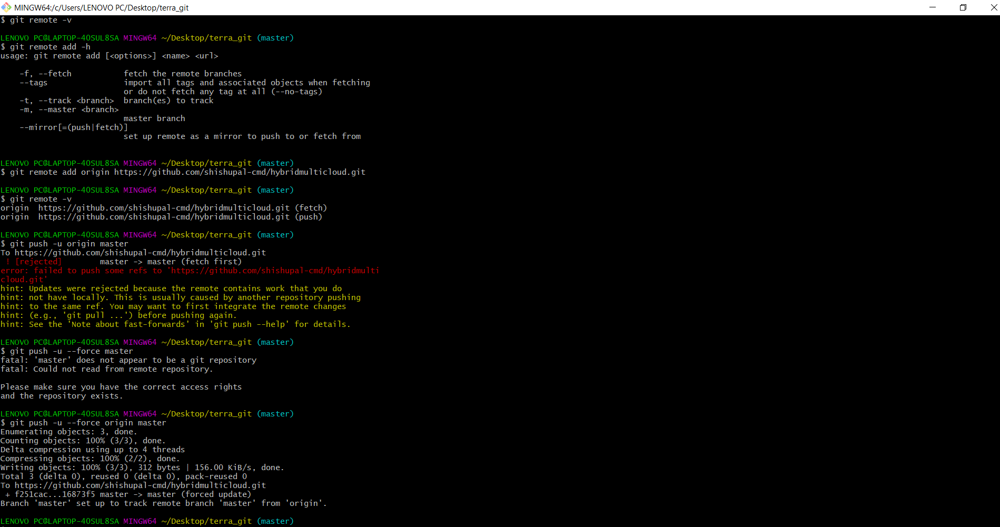 MINGW64:/c/Users/LENOVO PC/Desktop/terra_git
$ git remote -v
LENOVO PC@LAPTOP-4OSUL8SA MINGW64 ~/Desktop/terra_git (master)
$ git remote add -h
usage: git remote add [<options>] <name> <url>
-f, --fetch fetch the remote branches
--tags import all tags and associated objects when fetching
or do not fetch any tag at all (--no-tags)
-t, --track <branch> branch(es) to track
-m, --master <branch>
master branch
--mirror[=(push|fetch)]
set up remote as a mirror to push to or fetch from
LENOVO PC@LAPTOP-4OSUL8SA MINGW64 ~/Desktop/terra_git (master)
$ git remote add origin https://github.com/shishupal-cmd/hybridmulticloud.git
LENOVO PC@LAPTOP-4OSUL8SA MINGW64 ~/Desktop/terra_git (master)
$ git remote -v
origin https://github.com/shishupal-cmd/hybridmulticloud.git (fetch)
origin https://github.com/shishupal-cmd/hybridmulticloud.git (push)
LENOVO PC@LAPTOP-4OSUL8SA MINGW64 ~/Desktop/terra_git (master)
$ git push -u origin master
To https://github.com/shishupal-cmd/hybridmulticloud.git
! [rejected] master -> master (fetch first)
error: failed to push some refs to 'https://github.com/shishupal-cmd/hybridmulti
cloud.git'
hint: Updates were rejected because the remote contains work that you do
hint: not have locally. This is usually caused by another repository pushing
hint: to the same ref. You may want to first integrate the remote changes
hint: (e.g., 'git pull ...') before pushing again.
hint: See the 'Note about fast-forwards' in 'git push --help' for details.
LENOVO PC@LAPTOP-4OSUL8SA MINGW64 ~/Desktop/terra_git (master)
$ git push -u --force master
fatal: 'master' does not appear to be a git repository
fatal: Could not read from remote repository.
Please make sure you have the correct access rights
and the repository exists.
LENOVO PC@LAPTOP-4OSUL8SA MINGW64 ~/Desktop/terra_git (master)
$ git push -u --force origin master
Enumerating objects: 3, done.
Counting objects: 100% (3/3), done.
Delta compression using up to 4 threads
Compressing objects: 100% (2/2), done.
Writing objects: 100% (3/3), 312 bytes | 156.00 KiB/s, done.
Total 3 (delta 0), reused 0 (delta 0), pack-reused 0
To https://github.com/shishupal-cmd/hybridmulticloud.git
+ f251cac...16873f5 master -> master (forced update)
Branch 'master' set up to track remote branch 'master' from 'origin'.
LENOVO PC@LAPTOP-4OSUL8SA MINGW64 ~/Desktop/terra_git (master)